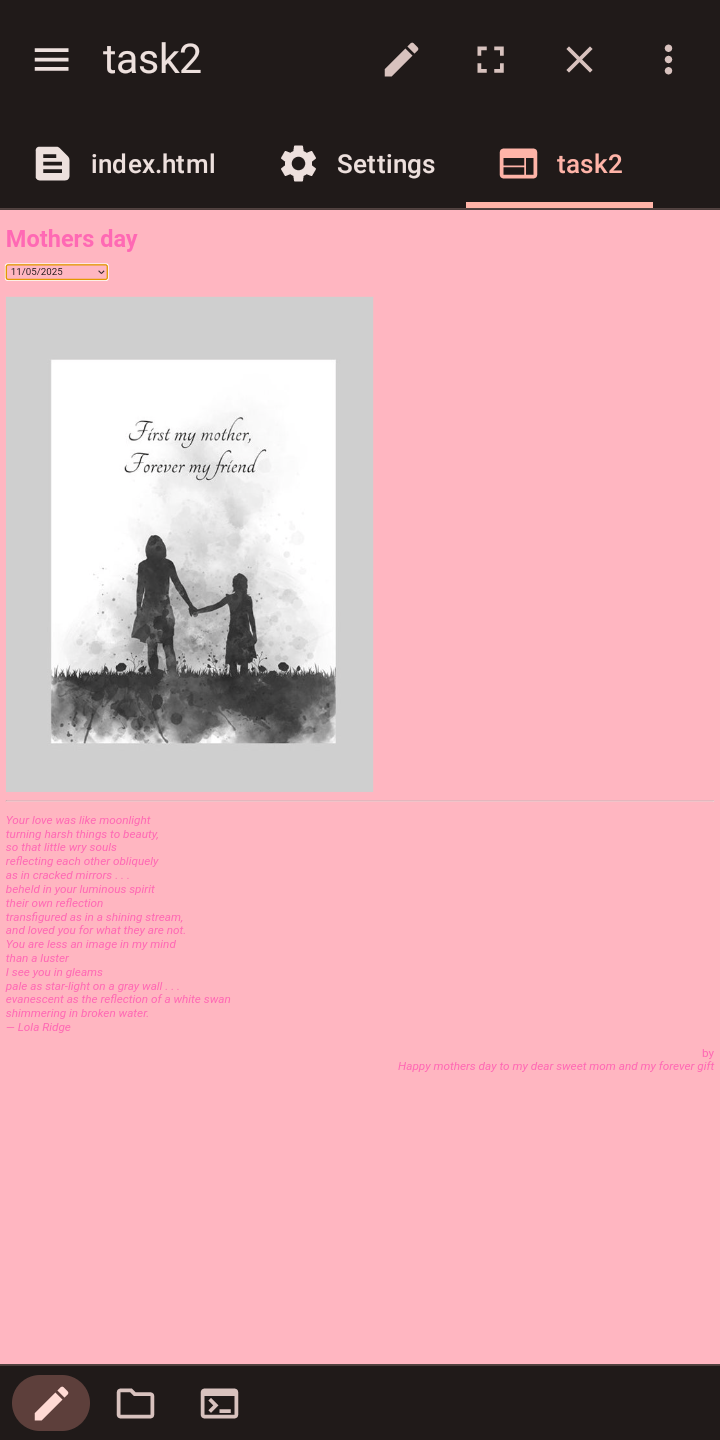 task2
index.html
Settings
task2
Mothers day
11/05/2025
First my mother,
Forever my friend
Your love was like moonlight
turning harsh things to beauty,
so that little wry souls
reflecting each other obliquely
as in cracked mirrors . . .
beheld in your luminous spirit
their own reflection
transfigured as in a shining stream,
and loved you for what they are not.
You are less an image in my mind
than a luster
I see you in gleams
pale as star-light on a gray wall . . .
evanescent as the reflection of a white swan
shimmering in broken water.
— Lola Ridge
by
Happy mothers day to my dear sweet mom and my forever gift